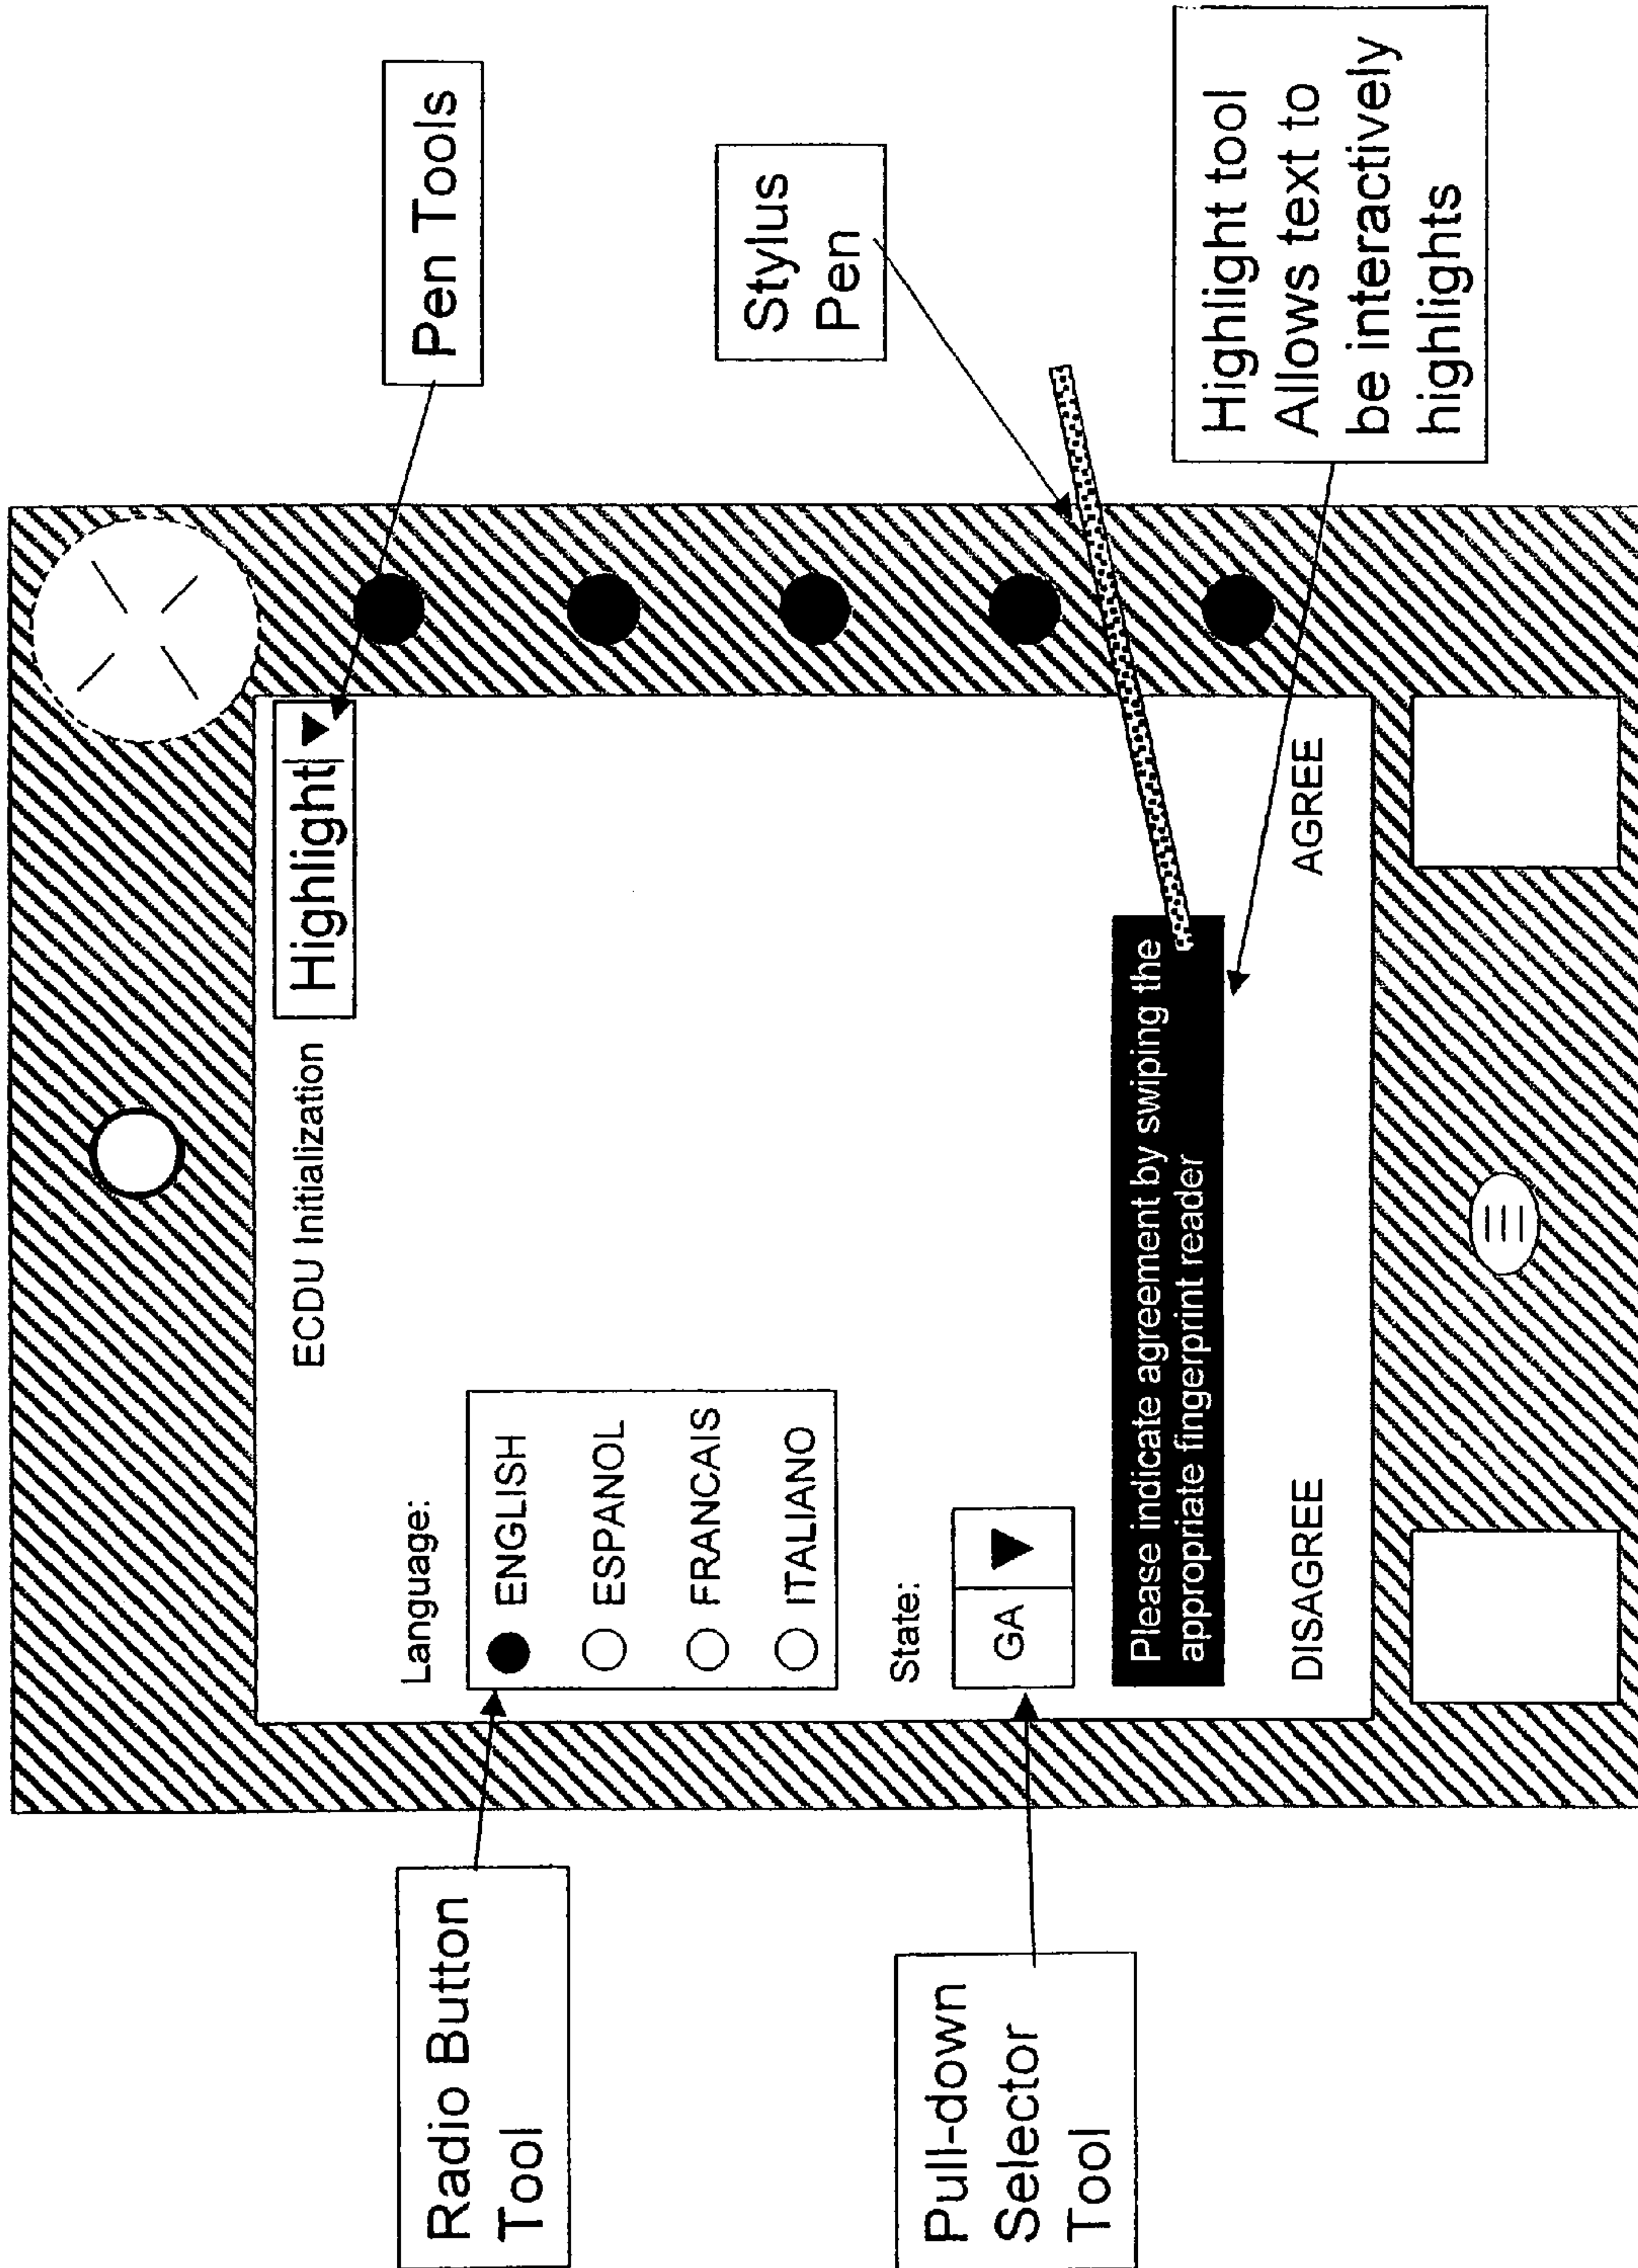 Pen Tools
Highlight
ECDU Initialization
Language:
ENGLISH
ESPANOL
FRANCAIS
ITALIANO
Radio Button
Tool
Stylus
Pen
State:
GA
Pull-down
Selector
Tool
Please indicate agreement by swiping the
appropriate fingerprint reader
DISAGREE
AGREE
Highlight tool
Allows text to
be interactively
highlights